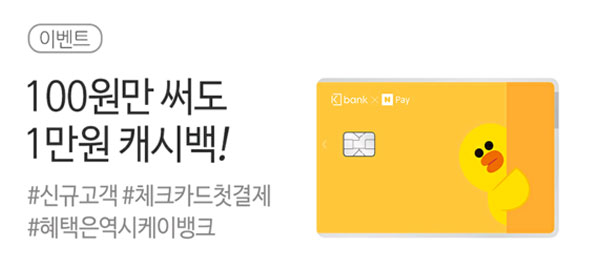 이벤트
100원만 써도
1만원 캐시백!
#신규고객 #체크카드첫결제
#혜택은역시케이뱅크
Kbank × N Pay